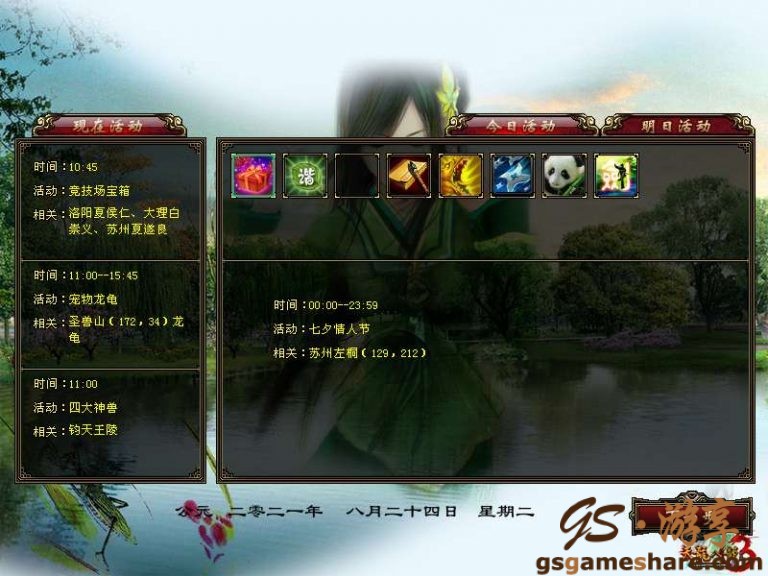 现在活动
今日活动
明日活动
时间：10:45
活动：竞技场宝箱
相关：洛阳夏侯仁、大理白
崇义、苏州夏遂良
时间：11:00--15:45
活动：宠物龙龟
相关：圣兽山（172，34）龙
龟
时间：11:00
活动：四大神兽
相关：钧天王陵
谐
时间：00:00--23:59
活动：七夕情人节
相关：苏州左桐（129，212）
公元 二零二一年 八月二十四日 星期二
GS·游享
gsgameshare.com